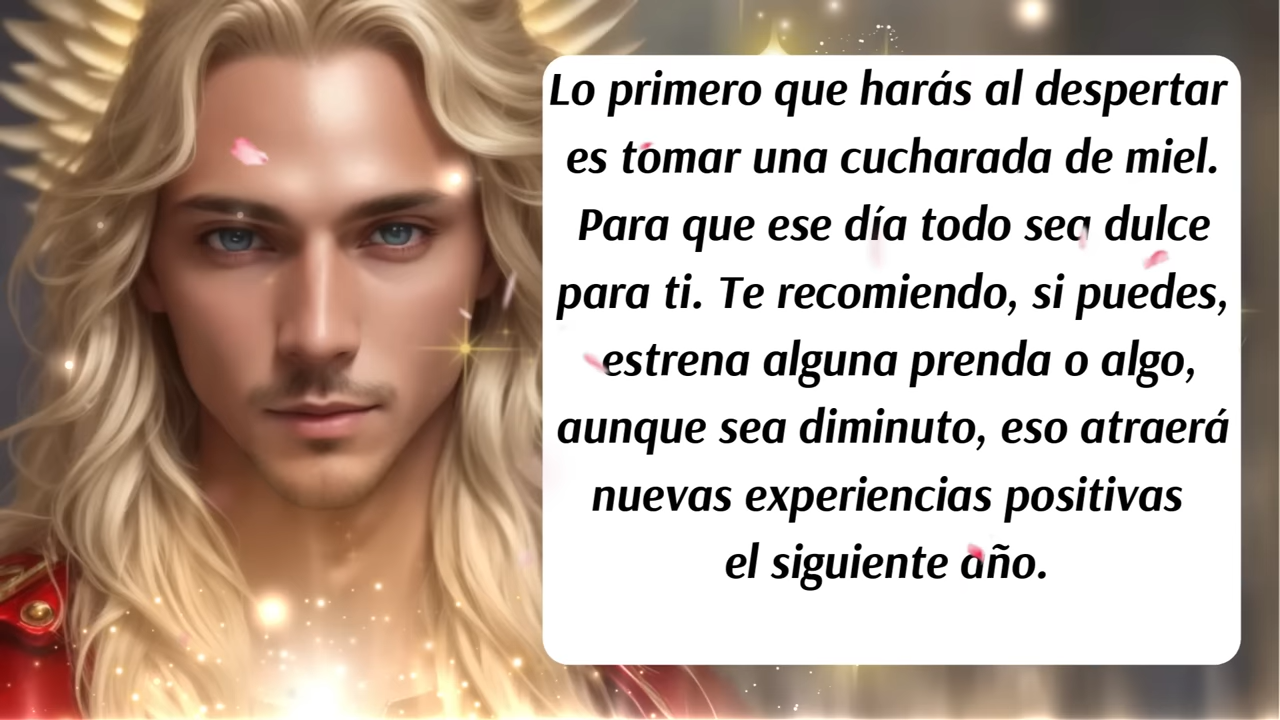 Lo primero que harás al despertar
es tomar una cucharada de miel.
Para que ese día todo sea dulce
para ti. Te recomiendo, si puedes,
estrena alguna prenda o algo,
aunque sea diminuto, eso atraerá
nuevas experiencias positivas
el siguiente año.